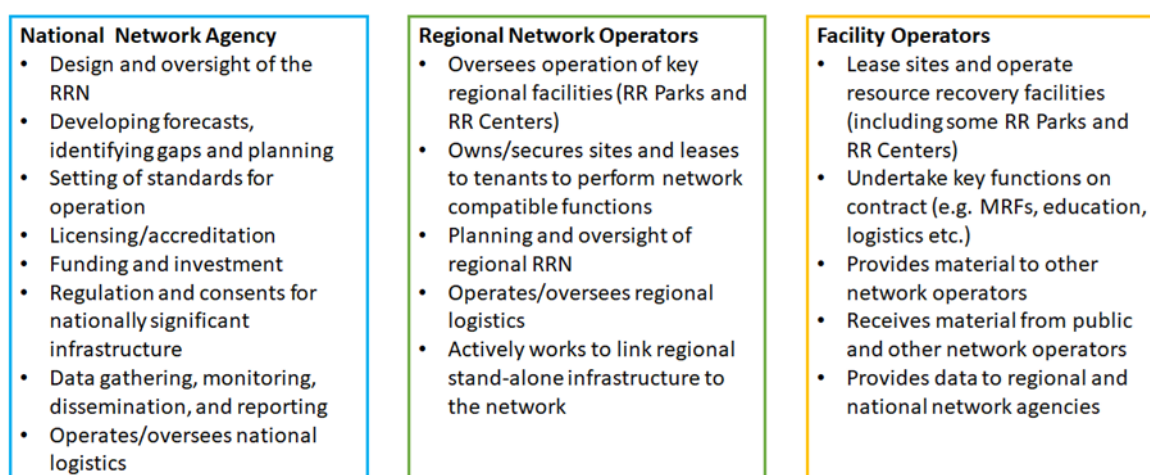 National  Network Agency
• Design and oversight of the
RRN
• Developing forecasts,
identifying gaps and planning
• Setting of standards for
operation
• Licensing/accreditation
• Funding and investment
• Regulation and consents for
nationally significant
infrastructure
• Data gathering, monitoring,
dissemination, and reporting
• Operates/oversees national
logistics
Regional Network Operators
• Oversees operation of key
regional facilities (RR Parks and
RR Centers)
• Owns/secures sites and leases
to tenants to perform network
compatible functions
• Planning and oversight of
regional RRN
• Operates/oversees regional
logistics
• Actively works to link regional
stand-alone infrastructure to
the network
Facility Operators
• Lease sites and operate
resource recovery facilities
(including some RR Parks and
RR Centers)
• Undertake key functions on
contract (e.g. MRFs, education,
logistics etc.)
• Provides material to other
network operators
• Receives material from public
and other network operators
• Provides data to regional and
national network agencies